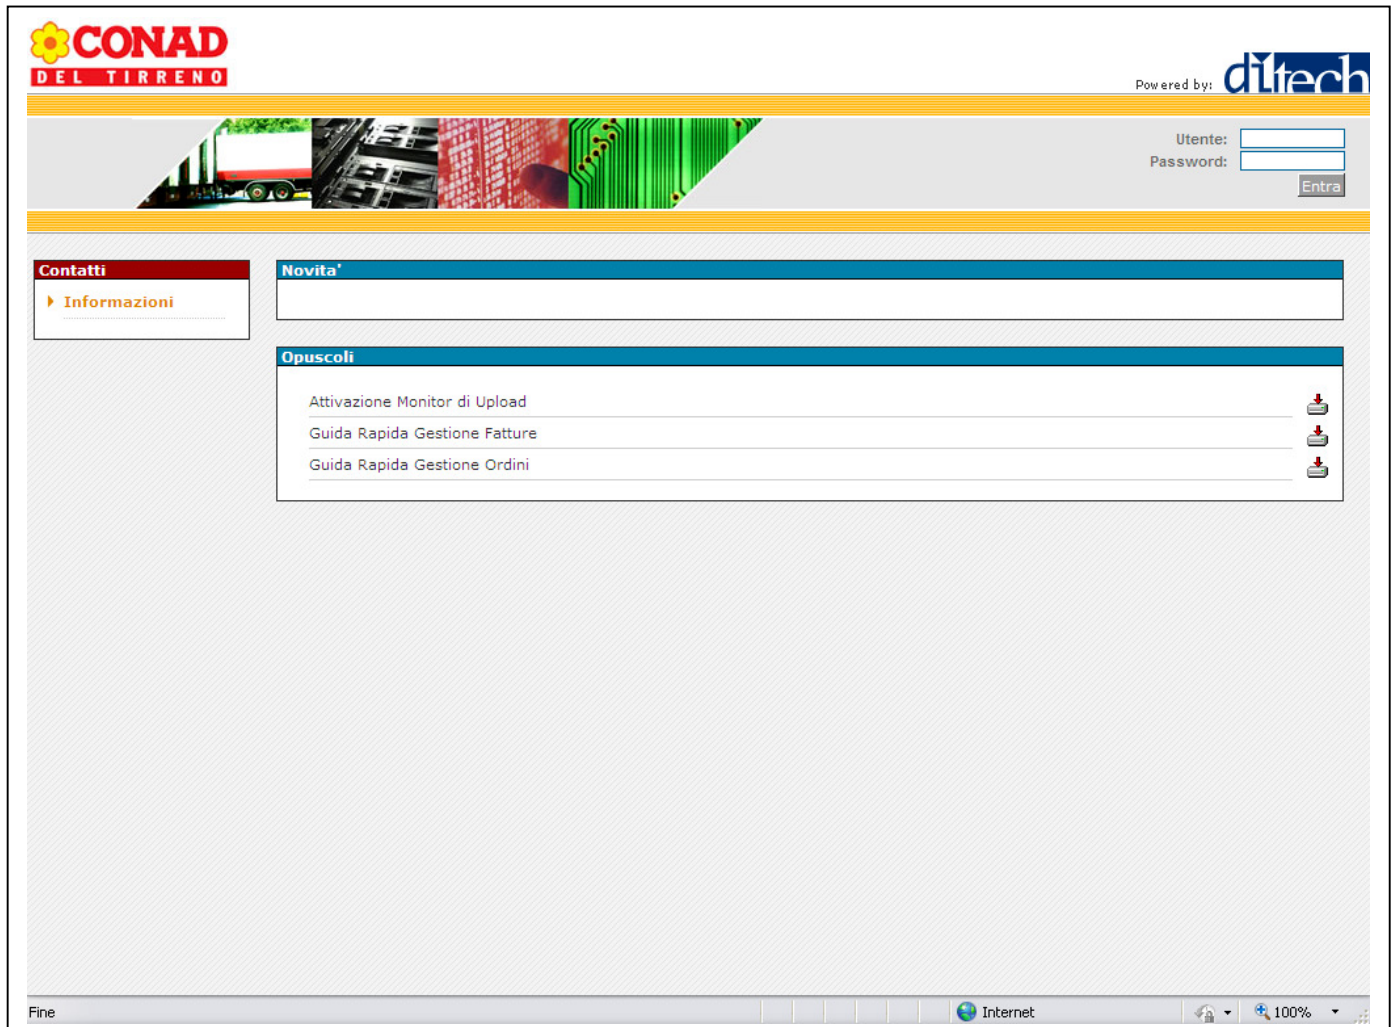 CONAD
DEL TIRRENO
Powered by: diltech
Utente:
Password:
Entra
Contatti
Informazioni
Novita'
Opuscoli
Attivazione Monitor di Upload
Guida Rapida Gestione Fatture
Guida Rapida Gestione Ordini
Fine
Internet
100%